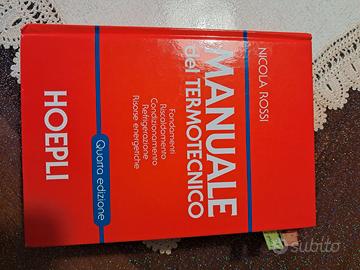 NICOLA ROSSI
MANUALE
del TERMOTECNICO
Fondamenti
Riscaldamento
Condizionamento
Refrigerazione
Risorse energetiche
Quarta edizione
HOEPLI
subito